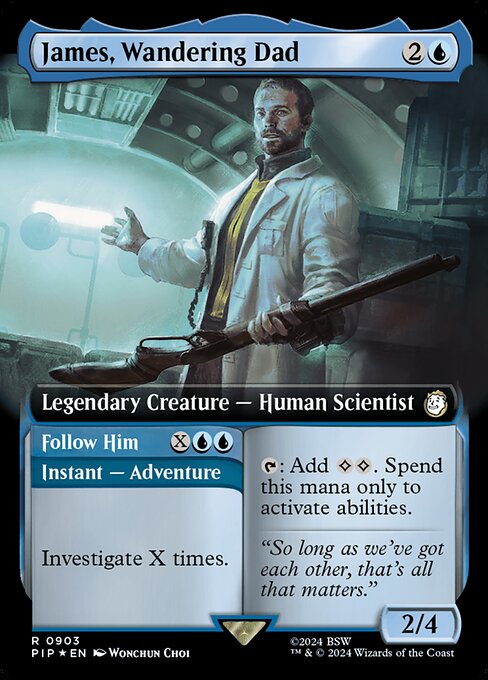 James, Wandering Dad 2
Legendary Creature — Human Scientist
Follow Him X
Instant — Adventure
Investigate X times.
: Add . Spend
this mana only to
activate abilities.
“So long as we’ve got
each other, that’s all
that matters.”
2/4
R 0903
PIP ★ EN Wonchun Choi
©2024 BSW
™ & © 2024 Wizards of the Coast